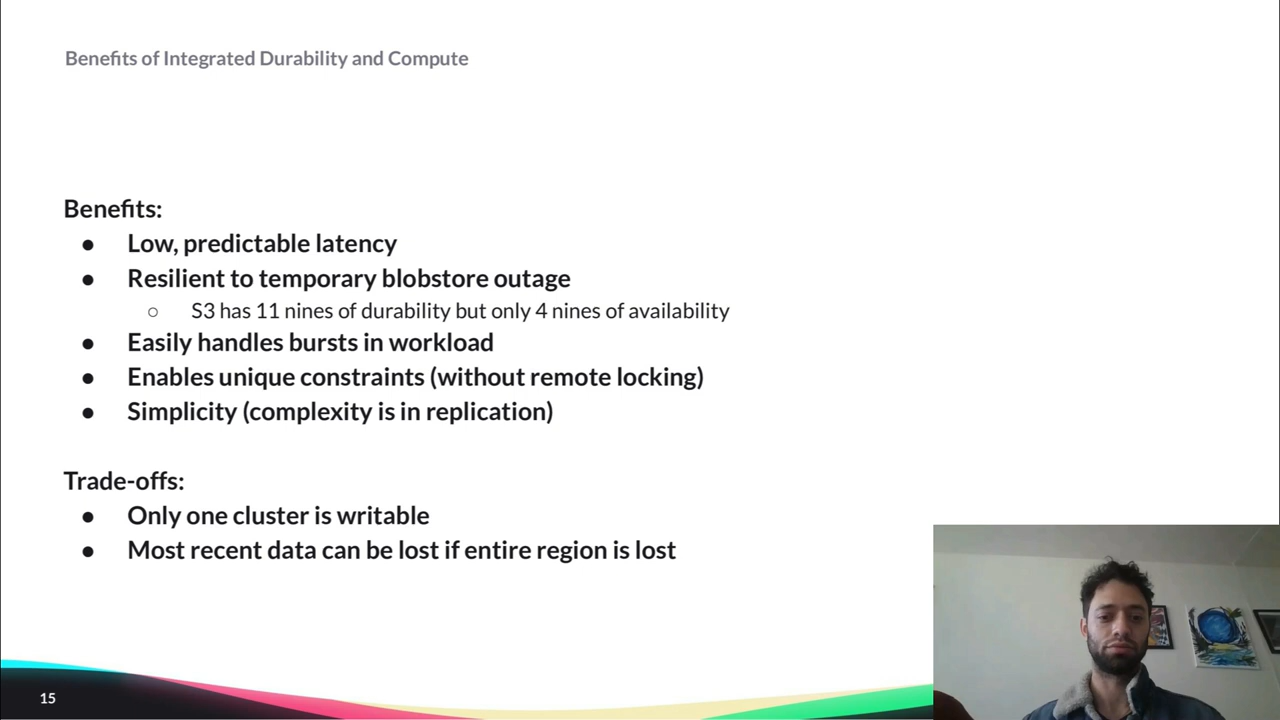 Benefits of Integrated Durability and Compute
Benefits:
● Low, predictable latency
● Resilient to temporary blobstore outage
○ S3 has 11 nines of durability but only 4 nines of availability
● Easily handles bursts in workload
● Enables unique constraints (without remote locking)
● Simplicity (complexity is in replication)
Trade-offs:
● Only one cluster is writable
● Most recent data can be lost if entire region is lost
15